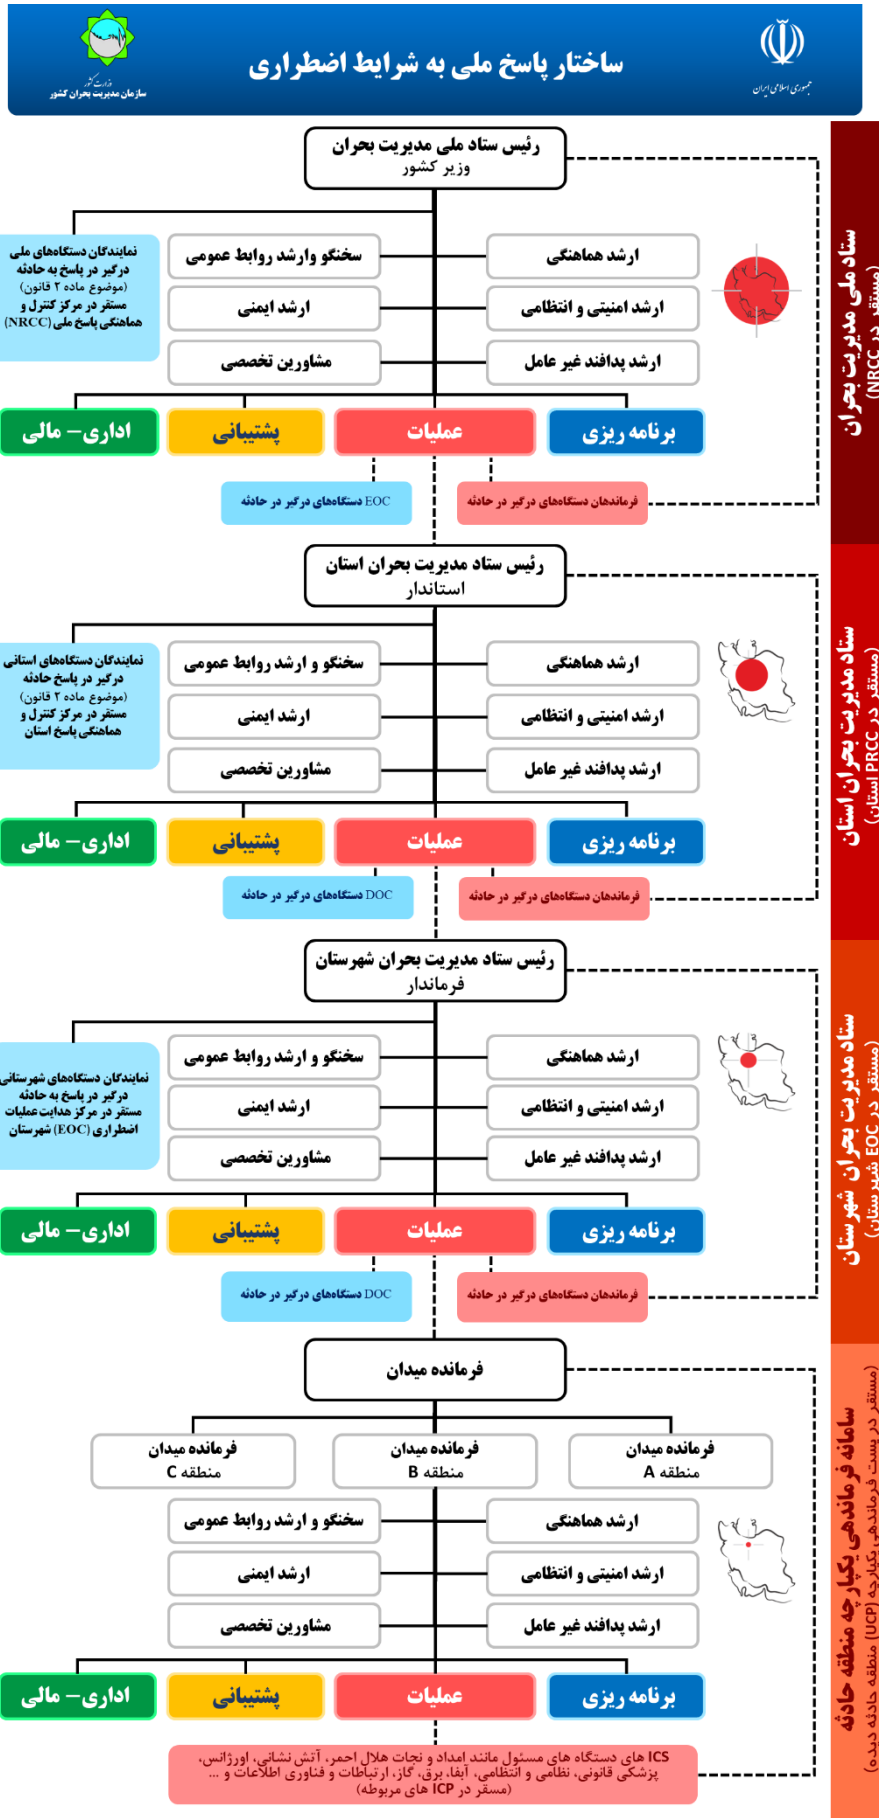 ساختار پاسخ ملی به شرایط اضطراری
جمهوری اسلامی ایران
وزارت کشور
سازمان مدیریت بحران کشور
ستاد ملی مدیریت بحران
(مستقر در NRCC)
رئیس ستاد ملی مدیریت بحران
وزیر کشور
نمایندگان دستگاه‌های ملی
درگیر در پاسخ به حادثه
(موضوع ماده ۲ قانون)
مستقر در مرکز کنترل و
هماهنگی پاسخ ملی (NRCC)
ارشد هماهنگی
سخنگو وارشد روابط عمومی
ارشد امنیتی و انتظامی
ارشد ایمنی
ارشد پدافند غیر عامل
مشاورین تخصصی
برنامه ریزی
عملیات
پشتیبانی
اداری- مالی
فرماندهان دستگاه‌های درگیر در حادثه
EOC دستگاه‌های درگیر در حادثه
ستاد مدیریت بحران استان
(مستقر در PRCC استان)
رئیس ستاد مدیریت بحران استان
استاندار
نمایندگان دستگاه‌های استانی
درگیر در پاسخ حادثه
(موضوع ماده ۲ قانون)
مستقر در مرکز کنترل و
هماهنگی پاسخ استان
ارشد هماهنگی
سخنگو و ارشد روابط عمومی
ارشد امنیتی و انتظامی
ارشد ایمنی
ارشد پدافند غیر عامل
مشاورین تخصصی
برنامه ریزی
عملیات
پشتیبانی
اداری- مالی
فرماندهان دستگاه‌های درگیر در حادثه
DOC دستگاه‌های درگیر در حادثه
ستاد مدیریت بحران شهرستان
(مستقر در EOC شهرستان)
رئیس ستاد مدیریت بحران شهرستان
فرماندار
نمایندگان دستگاه‌های شهرستانی
درگیر در پاسخ به حادثه
مستقر در مرکز هدایت عملیات
اضطراری (EOC) شهرستان
ارشد هماهنگی
سخنگو و ارشد روابط عمومی
ارشد امنیتی و انتظامی
ارشد ایمنی
ارشد پدافند غیر عامل
مشاورین تخصصی
برنامه ریزی
عملیات
پشتیبانی
اداری- مالی
فرماندهان دستگاه‌های درگیر در حادثه
DOC دستگاه‌های درگیر در حادثه
سامانه فرماندهی یکپارچه منطقه حادثه
(مستقر در پست فرماندهی یکپارچه (UCP) منطقه حادثه دیده)
فرمانده میدان
فرمانده میدان
منطقه A
فرمانده میدان
منطقه B
فرمانده میدان
منطقه C
ارشد هماهنگی
سخنگو و ارشد روابط عمومی
ارشد امنیتی و انتظامی
ارشد ایمنی
ارشد پدافند غیر عامل
مشاورین تخصصی
برنامه ریزی
عملیات
پشتیبانی
اداری- مالی
ICS های دستگاه های مسئول مانند امداد و نجات هلال احمر، آتش نشانی، اورژانس،
پزشکی قانونی، نظامی و انتظامی، آبفا، برق، گاز، ارتباطات و فناوری اطلاعات و ...
(مسقر در ICP های مربوطه)